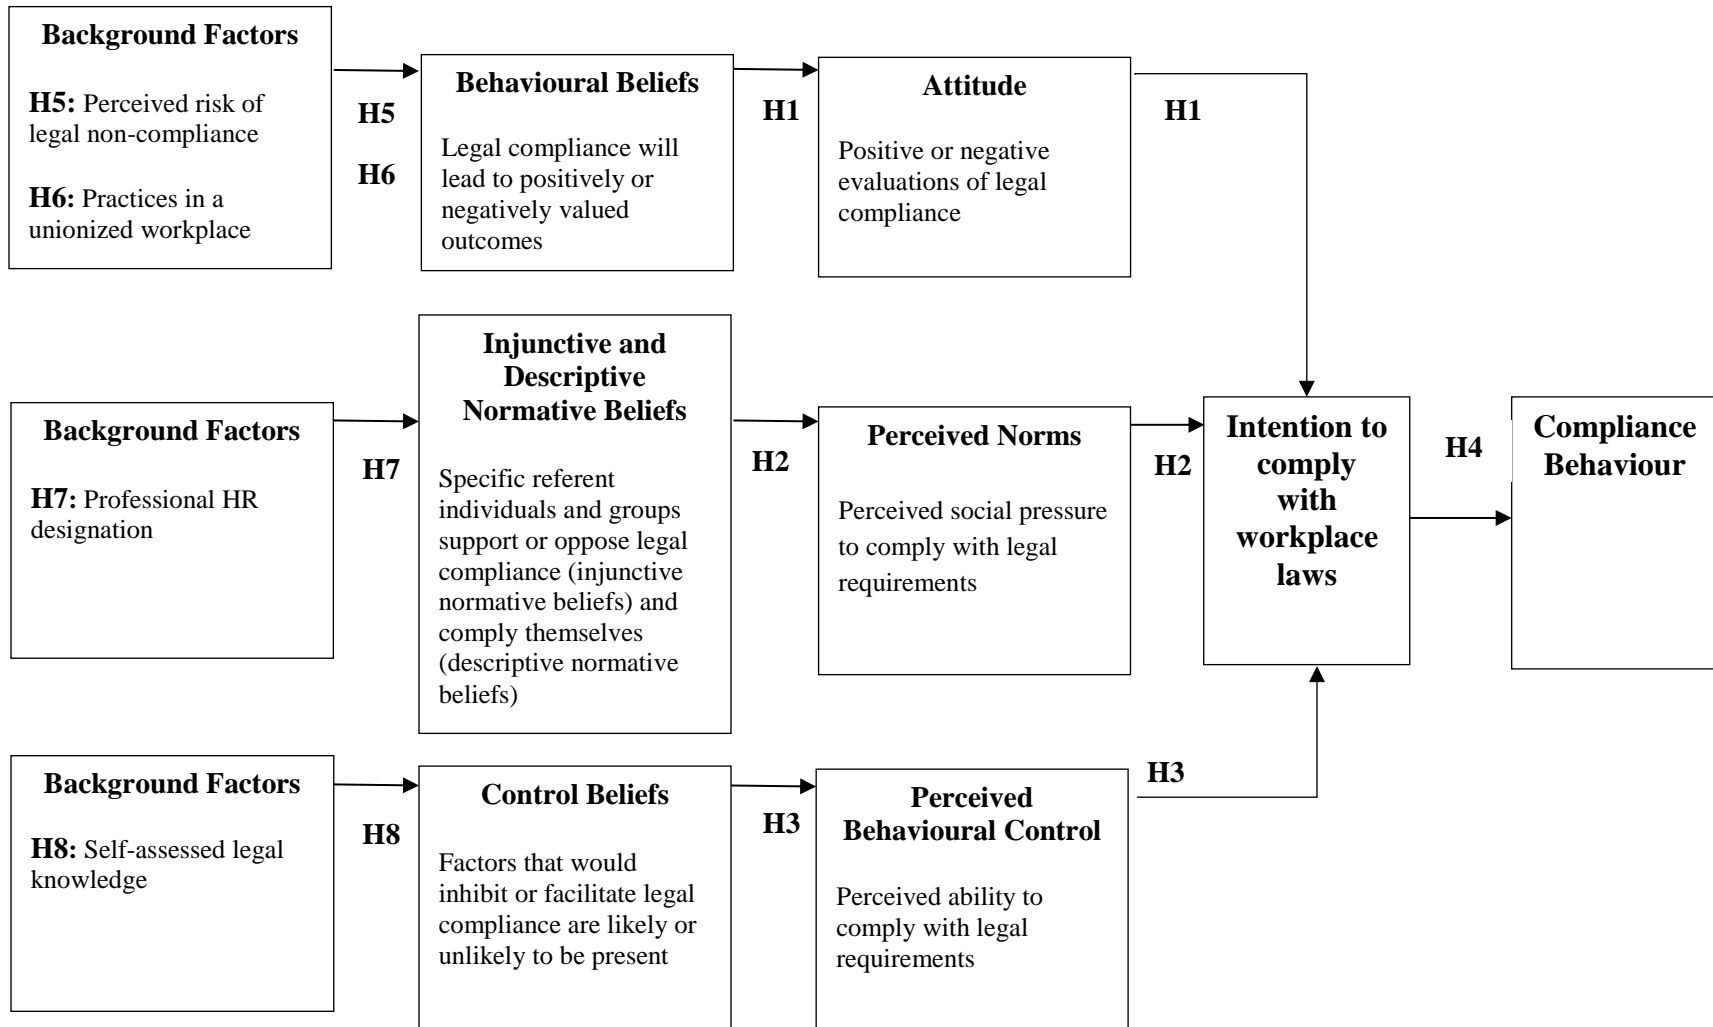 Background Factors
H5: Perceived risk of
legal non-compliance
H6: Practices in a
unionized workplace
H5
H6
Behavioural Beliefs
Legal compliance will
lead to positively or
negatively valued
outcomes
H1
Attitude
Positive or negative
evaluations of legal
compliance
H1
Background Factors
H7: Professional HR
designation
H7
Injunctive and
Descriptive
Normative Beliefs
Specific referent
individuals and groups
support or oppose legal
compliance (injunctive
normative beliefs) and
comply themselves
(descriptive normative
beliefs)
H2
Perceived Norms
Perceived social pressure
to comply with legal
requirements
H2
Intention to
comply
with
workplace
laws
H4
Compliance
Behaviour
Background Factors
H8: Self-assessed legal
knowledge
H8
Control Beliefs
Factors that would
inhibit or facilitate legal
compliance are likely or
unlikely to be present
H3
Perceived
Behavioural Control
Perceived ability to
comply with legal
requirements
H3